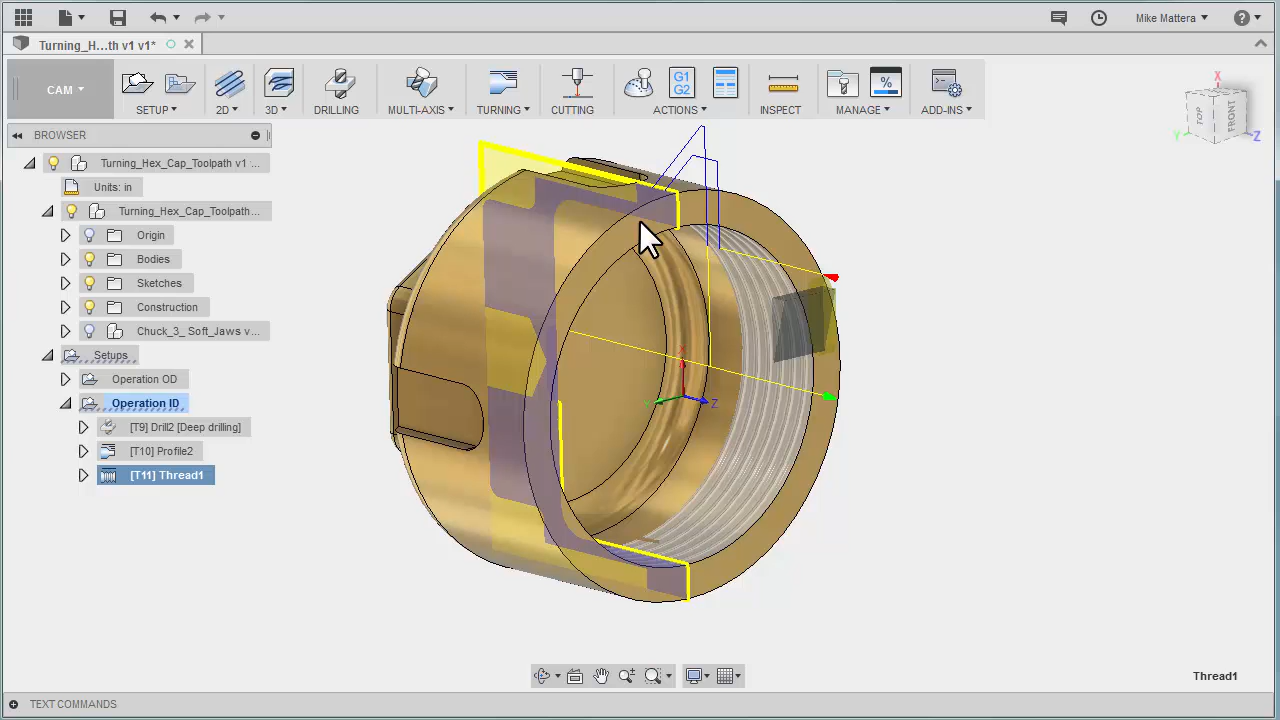 Mike Mattera
Turning_H...th v1 v1*
CAM
SETUP
2D
3D
DRILLING
MULTI-AXIS
TURNING
CUTTING
G1
G2
ACTIONS
INSPECT
%
MANAGE
ADD-INS
X
TOP
FRONT
Y
Z
BROWSER
Turning_Hex_Cap_Toolpath v1 ...
Units: in
Turning_Hex_Cap_Toolpath...
Origin
Bodies
Sketches
Construction
Chuck_3_ Soft_Jaws v...
Setups
Operation OD
Operation ID
[T9] Drill2 [Deep drilling]
[T10] Profile2
[T11] Thread1
X
Z
Thread1
TEXT COMMANDS